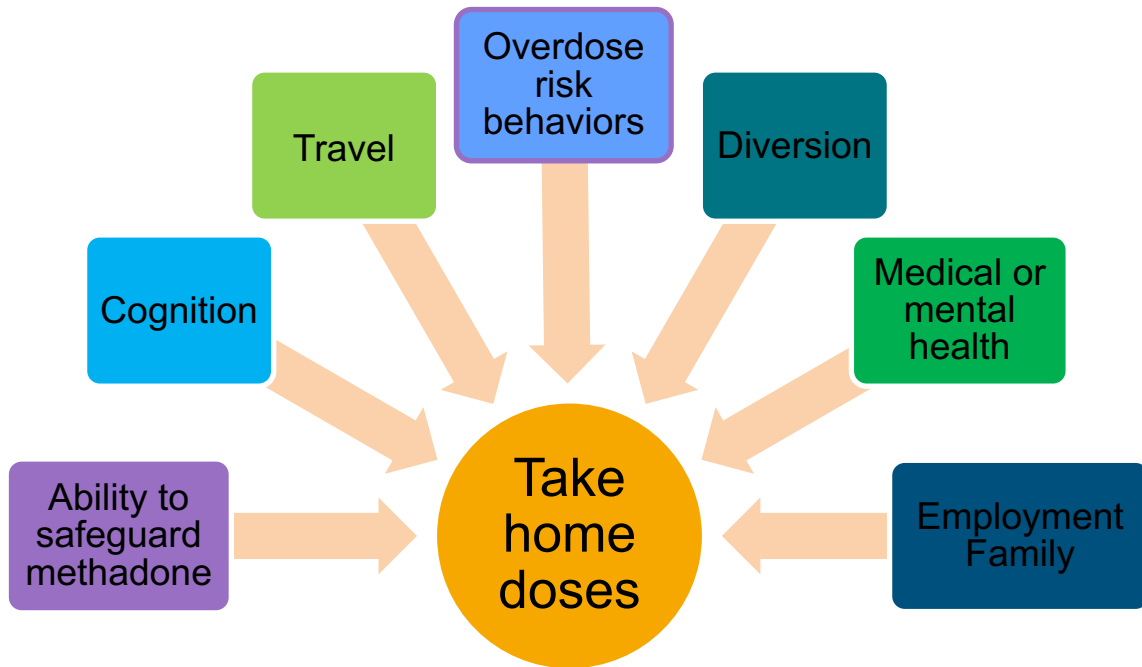 Overdose
risk
behaviors
Travel
Diversion
Cognition
Medical or
mental
health
Ability to
safeguard
methadone
Take
home
doses
Employment
Family